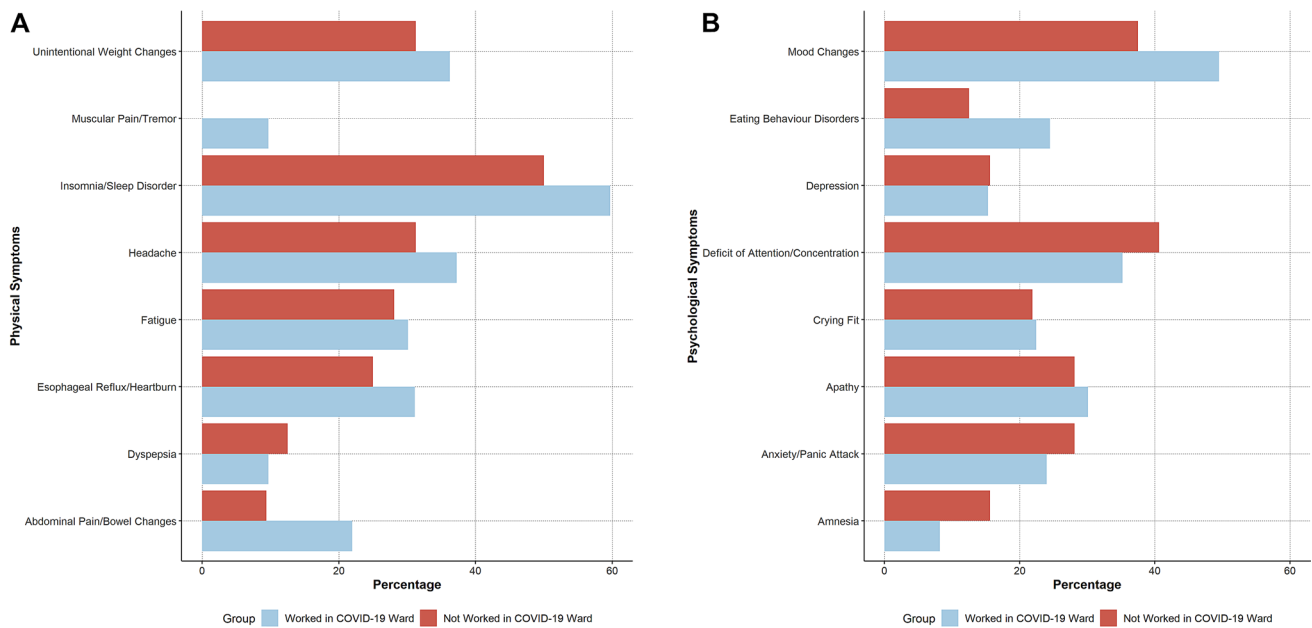 A
Physical Symptoms
Unintentional Weight Changes
Muscular Pain/Tremor
Insomnia/Sleep Disorder
Headache
Fatigue
Esophageal Reflux/Heartburn
Dyspepsia
Abdominal Pain/Bowel Changes
0 20 40 60
Percentage
Group Worked in COVID-19 Ward Not Worked in COVID-19 Ward
B
Psychological Symptoms
Mood Changes
Eating Behaviour Disorders
Depression
Deficit of Attention/Concentration
Crying Fit
Apathy
Anxiety/Panic Attack
Amnesia
0 20 40 60
Percentage
Group Worked in COVID-19 Ward Not Worked in COVID-19 Ward